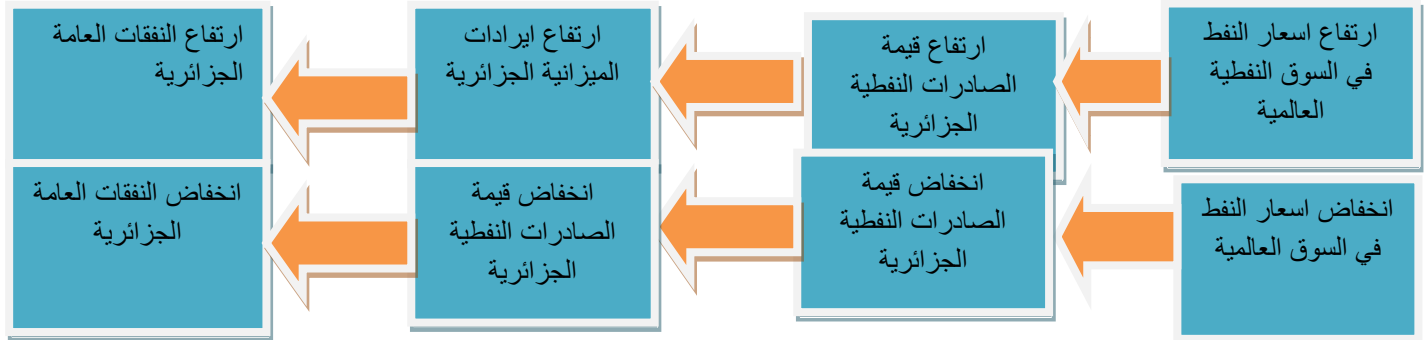 ارتفاع اسعار النفط
في السوق النفطية
العالمية
ارتفاع قيمة
الصادرات النفطية
الجزائرية
ارتفاع ايرادات
الميزانية الجزائرية
ارتفاع النفقات العامة
الجزائرية
انخفاض اسعار النفط
في السوق العالمية
انخفاض قيمة
الصادرات النفطية
الجزائرية
انخفاض قيمة
الصادرات النفطية
الجزائرية
انخفاض النفقات العامة
الجزائرية